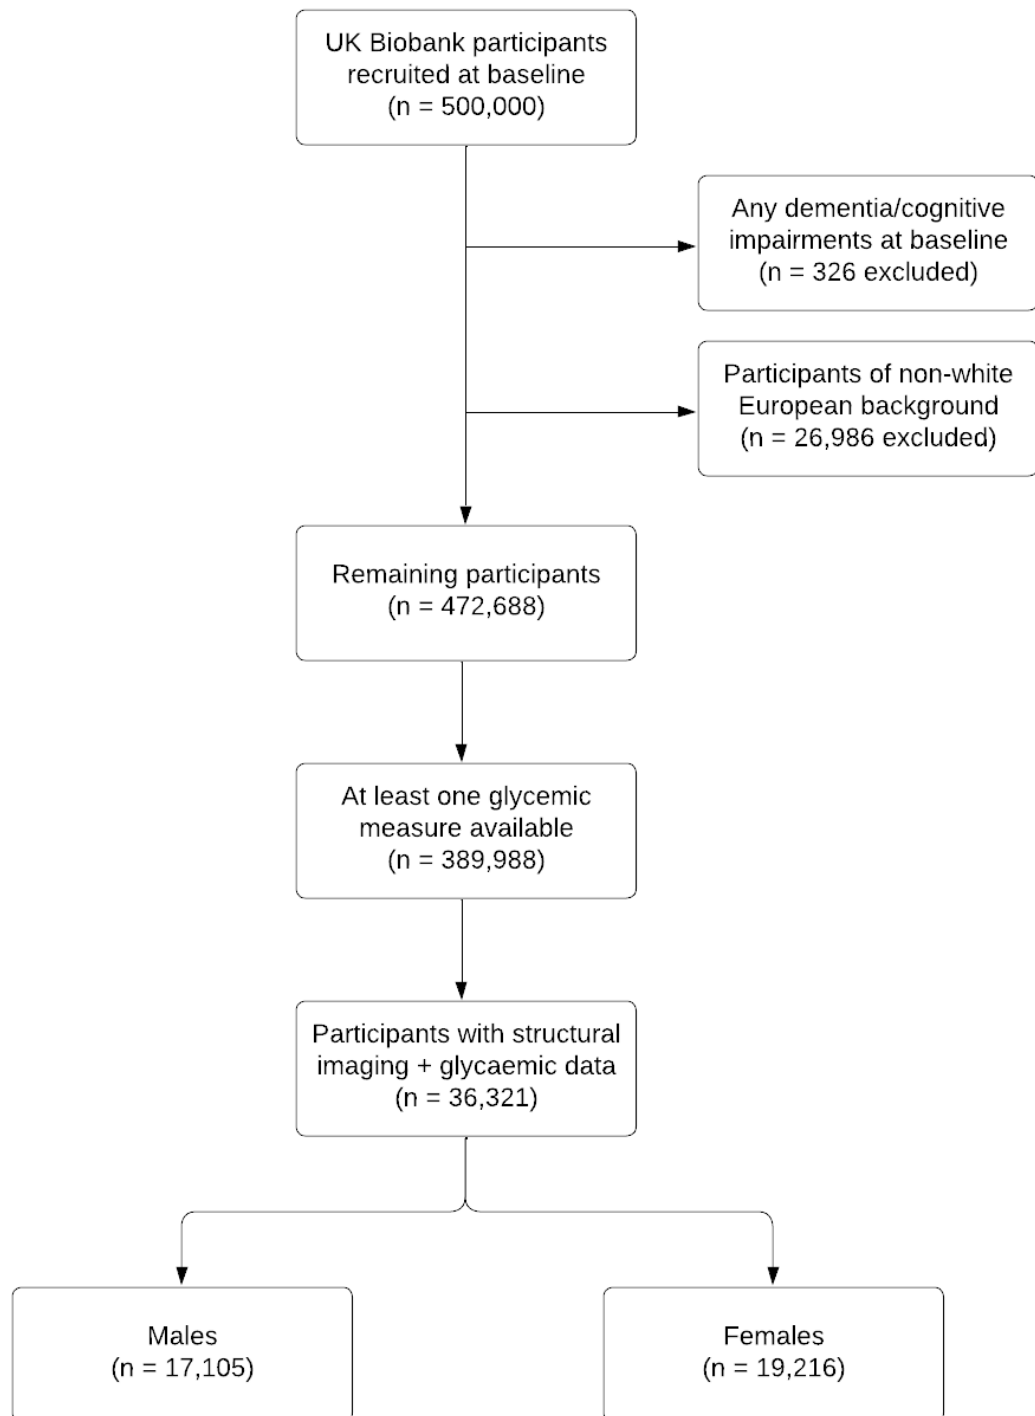 UK Biobank participants
recruited at baseline
(n = 500,000)
Any dementia/cognitive
impairments at baseline
(n = 326 excluded)
Participants of non-white
European background
(n = 26,986 excluded)
Remaining participants
(n = 472,688)
At least one glycemic
measure available
(n = 389,988)
Participants with structural
imaging + glycaemic data
(n = 36,321)
Males
(n = 17,105)
Females
(n = 19,216)